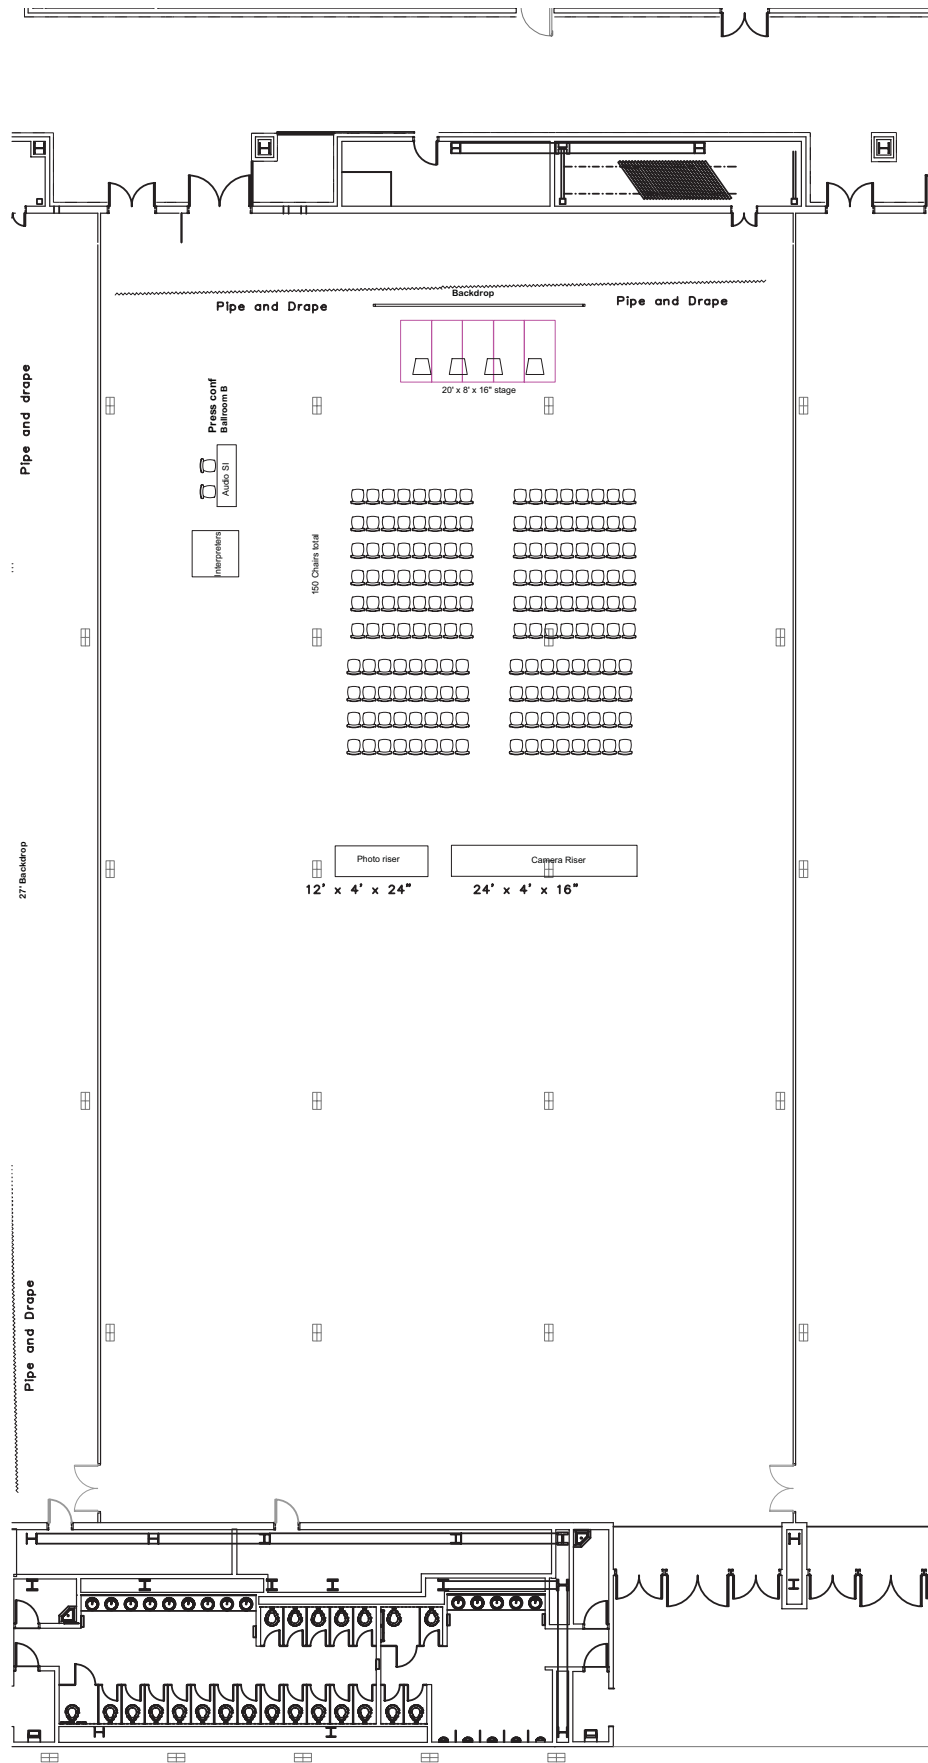 Backdrop
Pipe and Drape
Pipe and Drape
20' x 8' x 16" stage
Pipe and drape
Press conf
Ballroom B
Audio SI
Interpreters
150 Chairs total
27' Backdrop
Photo riser
Camera Riser
12' x 4' x 24"
24' x 4' x 16"
Pipe and Drape